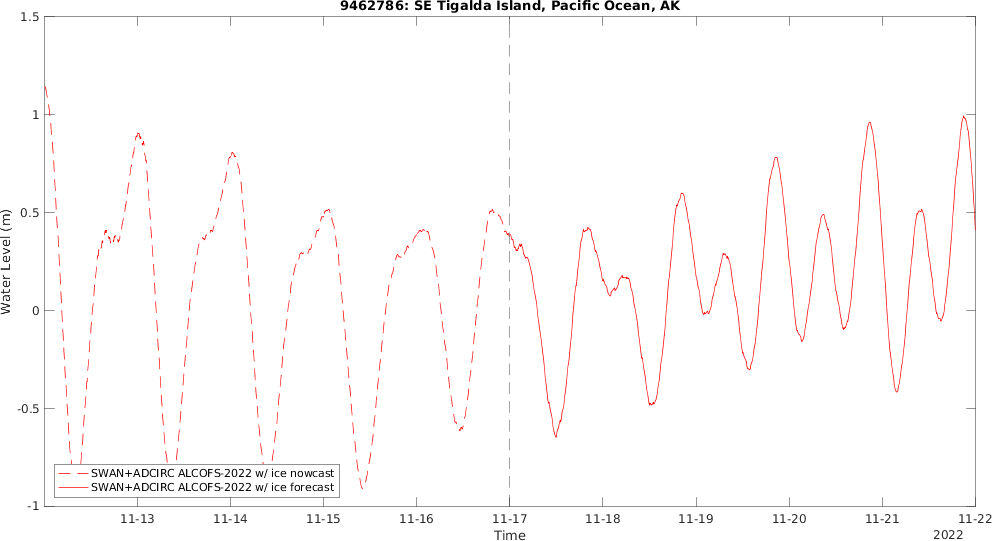 9462786: SE Tigalda Island, Pacific Ocean, AK
1.5
1
0.5
0
-0.5
-1
Water Level (m)
SWAN+ADCIRC ALCOFS-2022 w/ ice nowcast
SWAN+ADCIRC ALCOFS-2022 w/ ice forecast
11-13 11-14 11-15 11-16 11-17 11-18 11-19 11-20 11-21 11-22
Time
2022